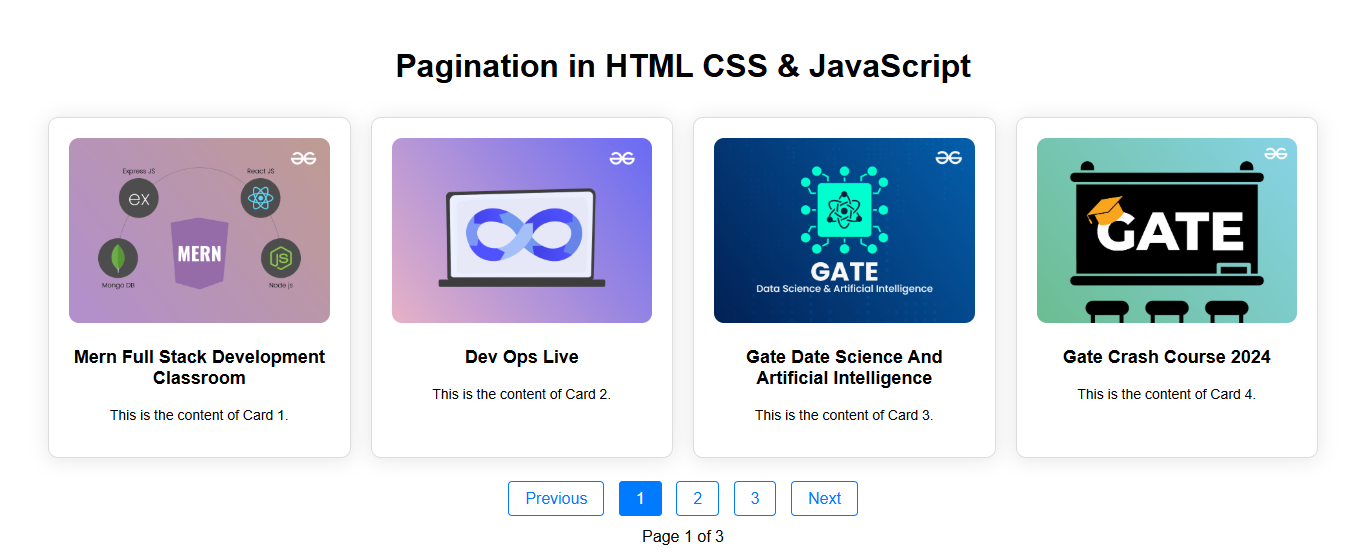 Pagination in HTML CSS & JavaScript
Express JS
React JS
ex
MERN
JS
Mongo DB
Node js
GATE
Data Science & Artificial Intelligence
GATE
Mern Full Stack Development
Classroom
This is the content of Card 1.
Dev Ops Live
This is the content of Card 2.
Gate Date Science And
Artificial Intelligence
This is the content of Card 3.
Gate Crash Course 2024
This is the content of Card 4.
Previous 1 2 3 Next
Page 1 of 3